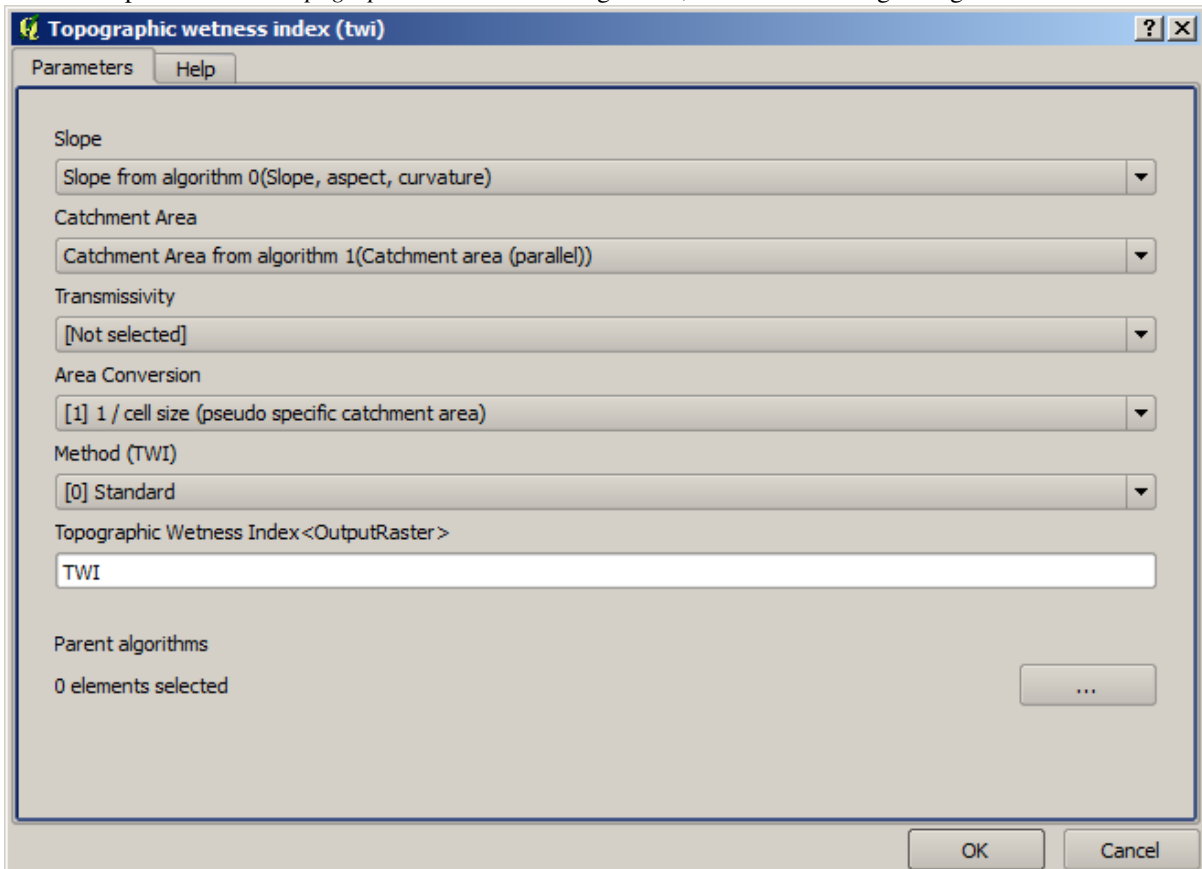 Topographic wetness index (twi)
Parameters Help
Slope
Slope from algorithm 0(Slope, aspect, curvature)
Catchment Area
Catchment Area from algorithm 1(Catchment area (parallel))
Transmissivity
[Not selected]
Area Conversion
[1] 1 / cell size (pseudo specific catchment area)
Method (TWI)
[0] Standard
Topographic Wetness Index<OutputRaster>
TWI
Parent algorithms
0 elements selected ...
OK Cancel